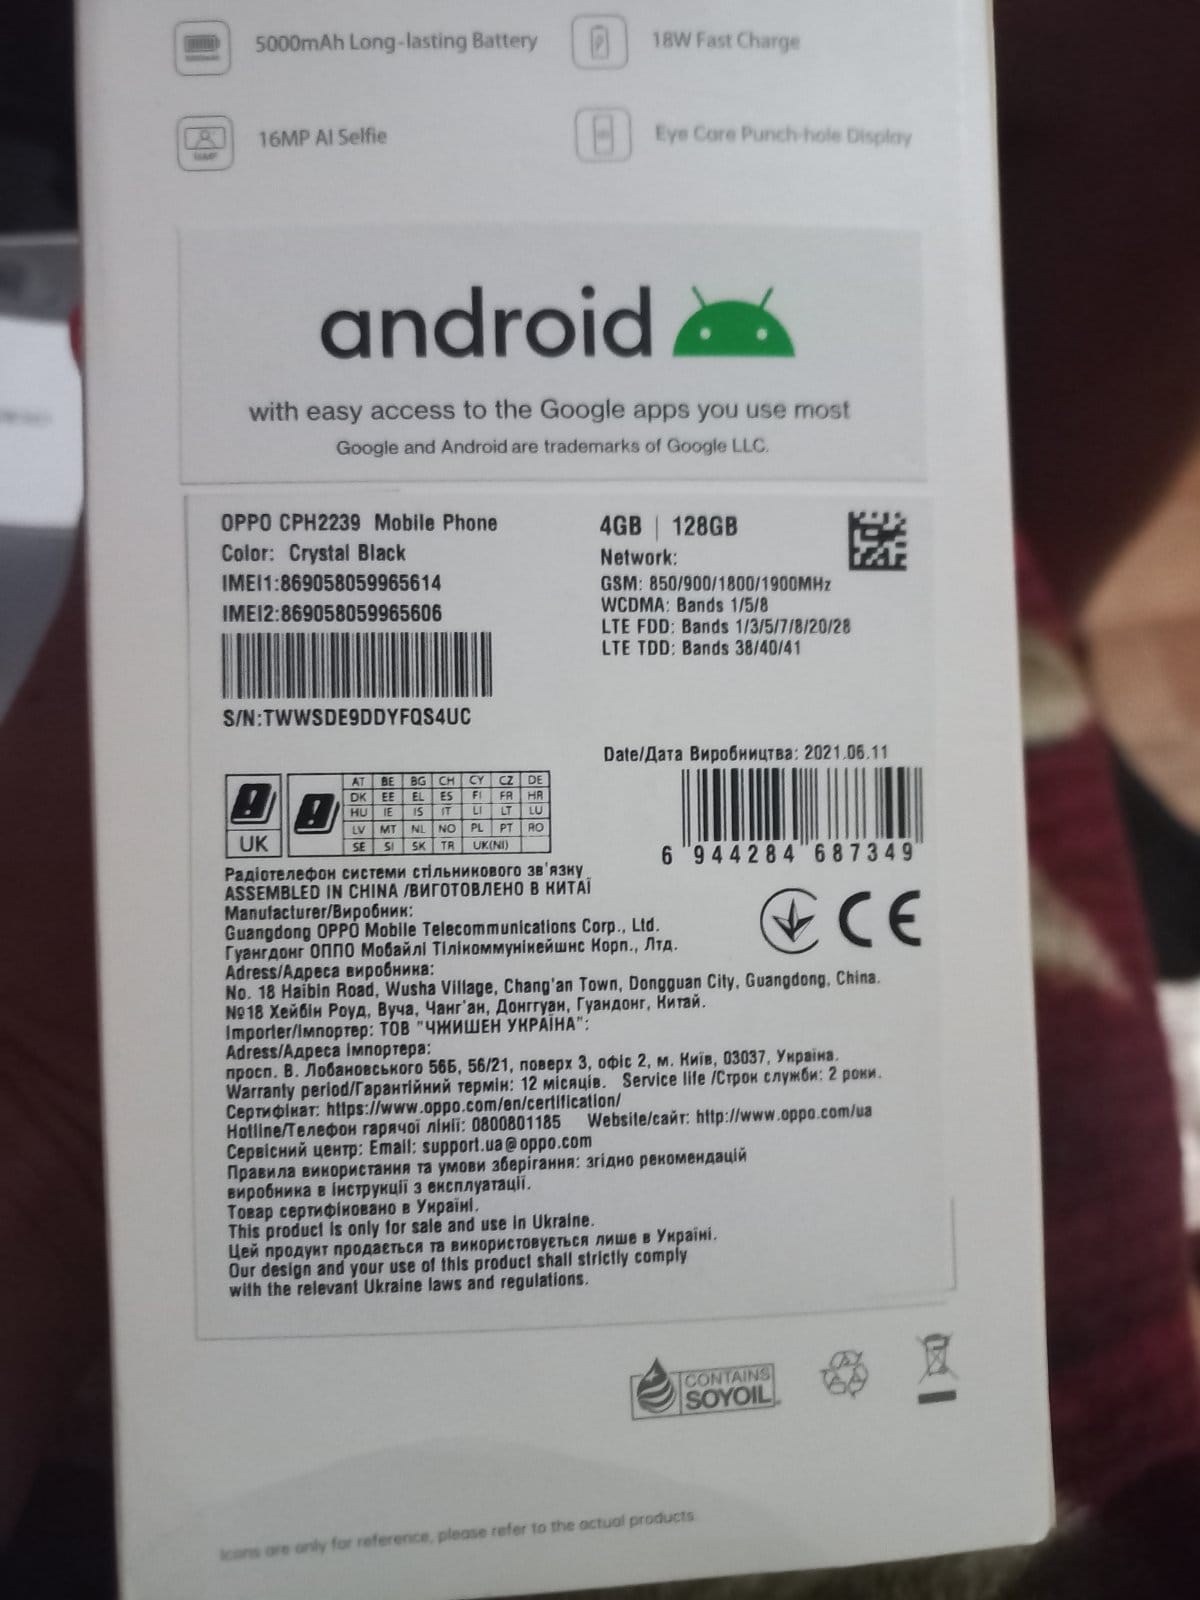 5000mAh Long-lasting Battery
18W Fast Charge
16MP AI Selfie
Eye Care Punch-hole Display
android
with easy access to the Google apps you use most
Google and Android are trademarks of Google LLC.
OPPO CPH2239 Mobile Phone
Color: Crystal Black
IMEI1:869058059965614
IMEI2:869058059965606
S/N:TWWSDE9DDYFQS4UC
4GB | 128GB
Network:
GSM: 850/900/1800/1900MHz
WCDMA: Bands 1/5/8
LTE FDD: Bands 1/3/5/7/8/20/28
LTE TDD: Bands 38/40/41
Date/Дата Виробництва: 2021.06.11
6 944284 687349
UK
AT BE BG CH CY CZ DE
DK EE EL ES FI FR HR
HU IE IS IT LI LT LU
LV MT NL NO PL PT RO
SE SI SK TR UK(NI)
Радіотелефон системи стільникового зв'язку
ASSEMBLED IN CHINA /ВИГОТОВЛЕНО В КИТАЇ
Manufacturer/Виробник:
Guangdong OPPO Mobile Telecommunications Corp., Ltd.
Гуангдонг ОППО Мобайлі Тілікоммунікейшнс Корп., Лтд.
CE
Adress/Адреса виробника:
No. 18 Haibin Road, Wusha Village, Chang'an Town, Dongguan City, Guangdong, China.
№18 Хейбін Роуд, Вуча, Чанг'ан, Донггуан, Гуандонг, Китай.
Importer/Імпортер: ТОВ "ЧЖИШЕН УКРАЇНА":
Adress/Адреса Імпортера:
просп. В. Лобановського 56Б, 56/21, поверх 3, офіс 2, м. Київ, 03037, Україна.
Warranty period/Гарантійний термін: 12 місяців. Service life /Строк служби: 2 роки.
Сертифікат: https://www.oppo.com/en/certification/
Hotline/Телефон гарячої лінії: 0800801185 Website/сайт: http://www.oppo.com/ua
Сервісний центр: Email: support.ua@oppo.com
Правила використання та умови зберігання: згідно рекомендацій
виробника в інструкції з експлуатації.
Товар сертифіковано в Україні.
This product is only for sale and use in Ukraine.
Цей продукт продається та використовується лише в Україні.
Our design and your use of this product shall strictly comply
with the relevant Ukraine laws and regulations.
CONTAINS
SOYOIL
Icons are only for reference, please refer to the actual products.